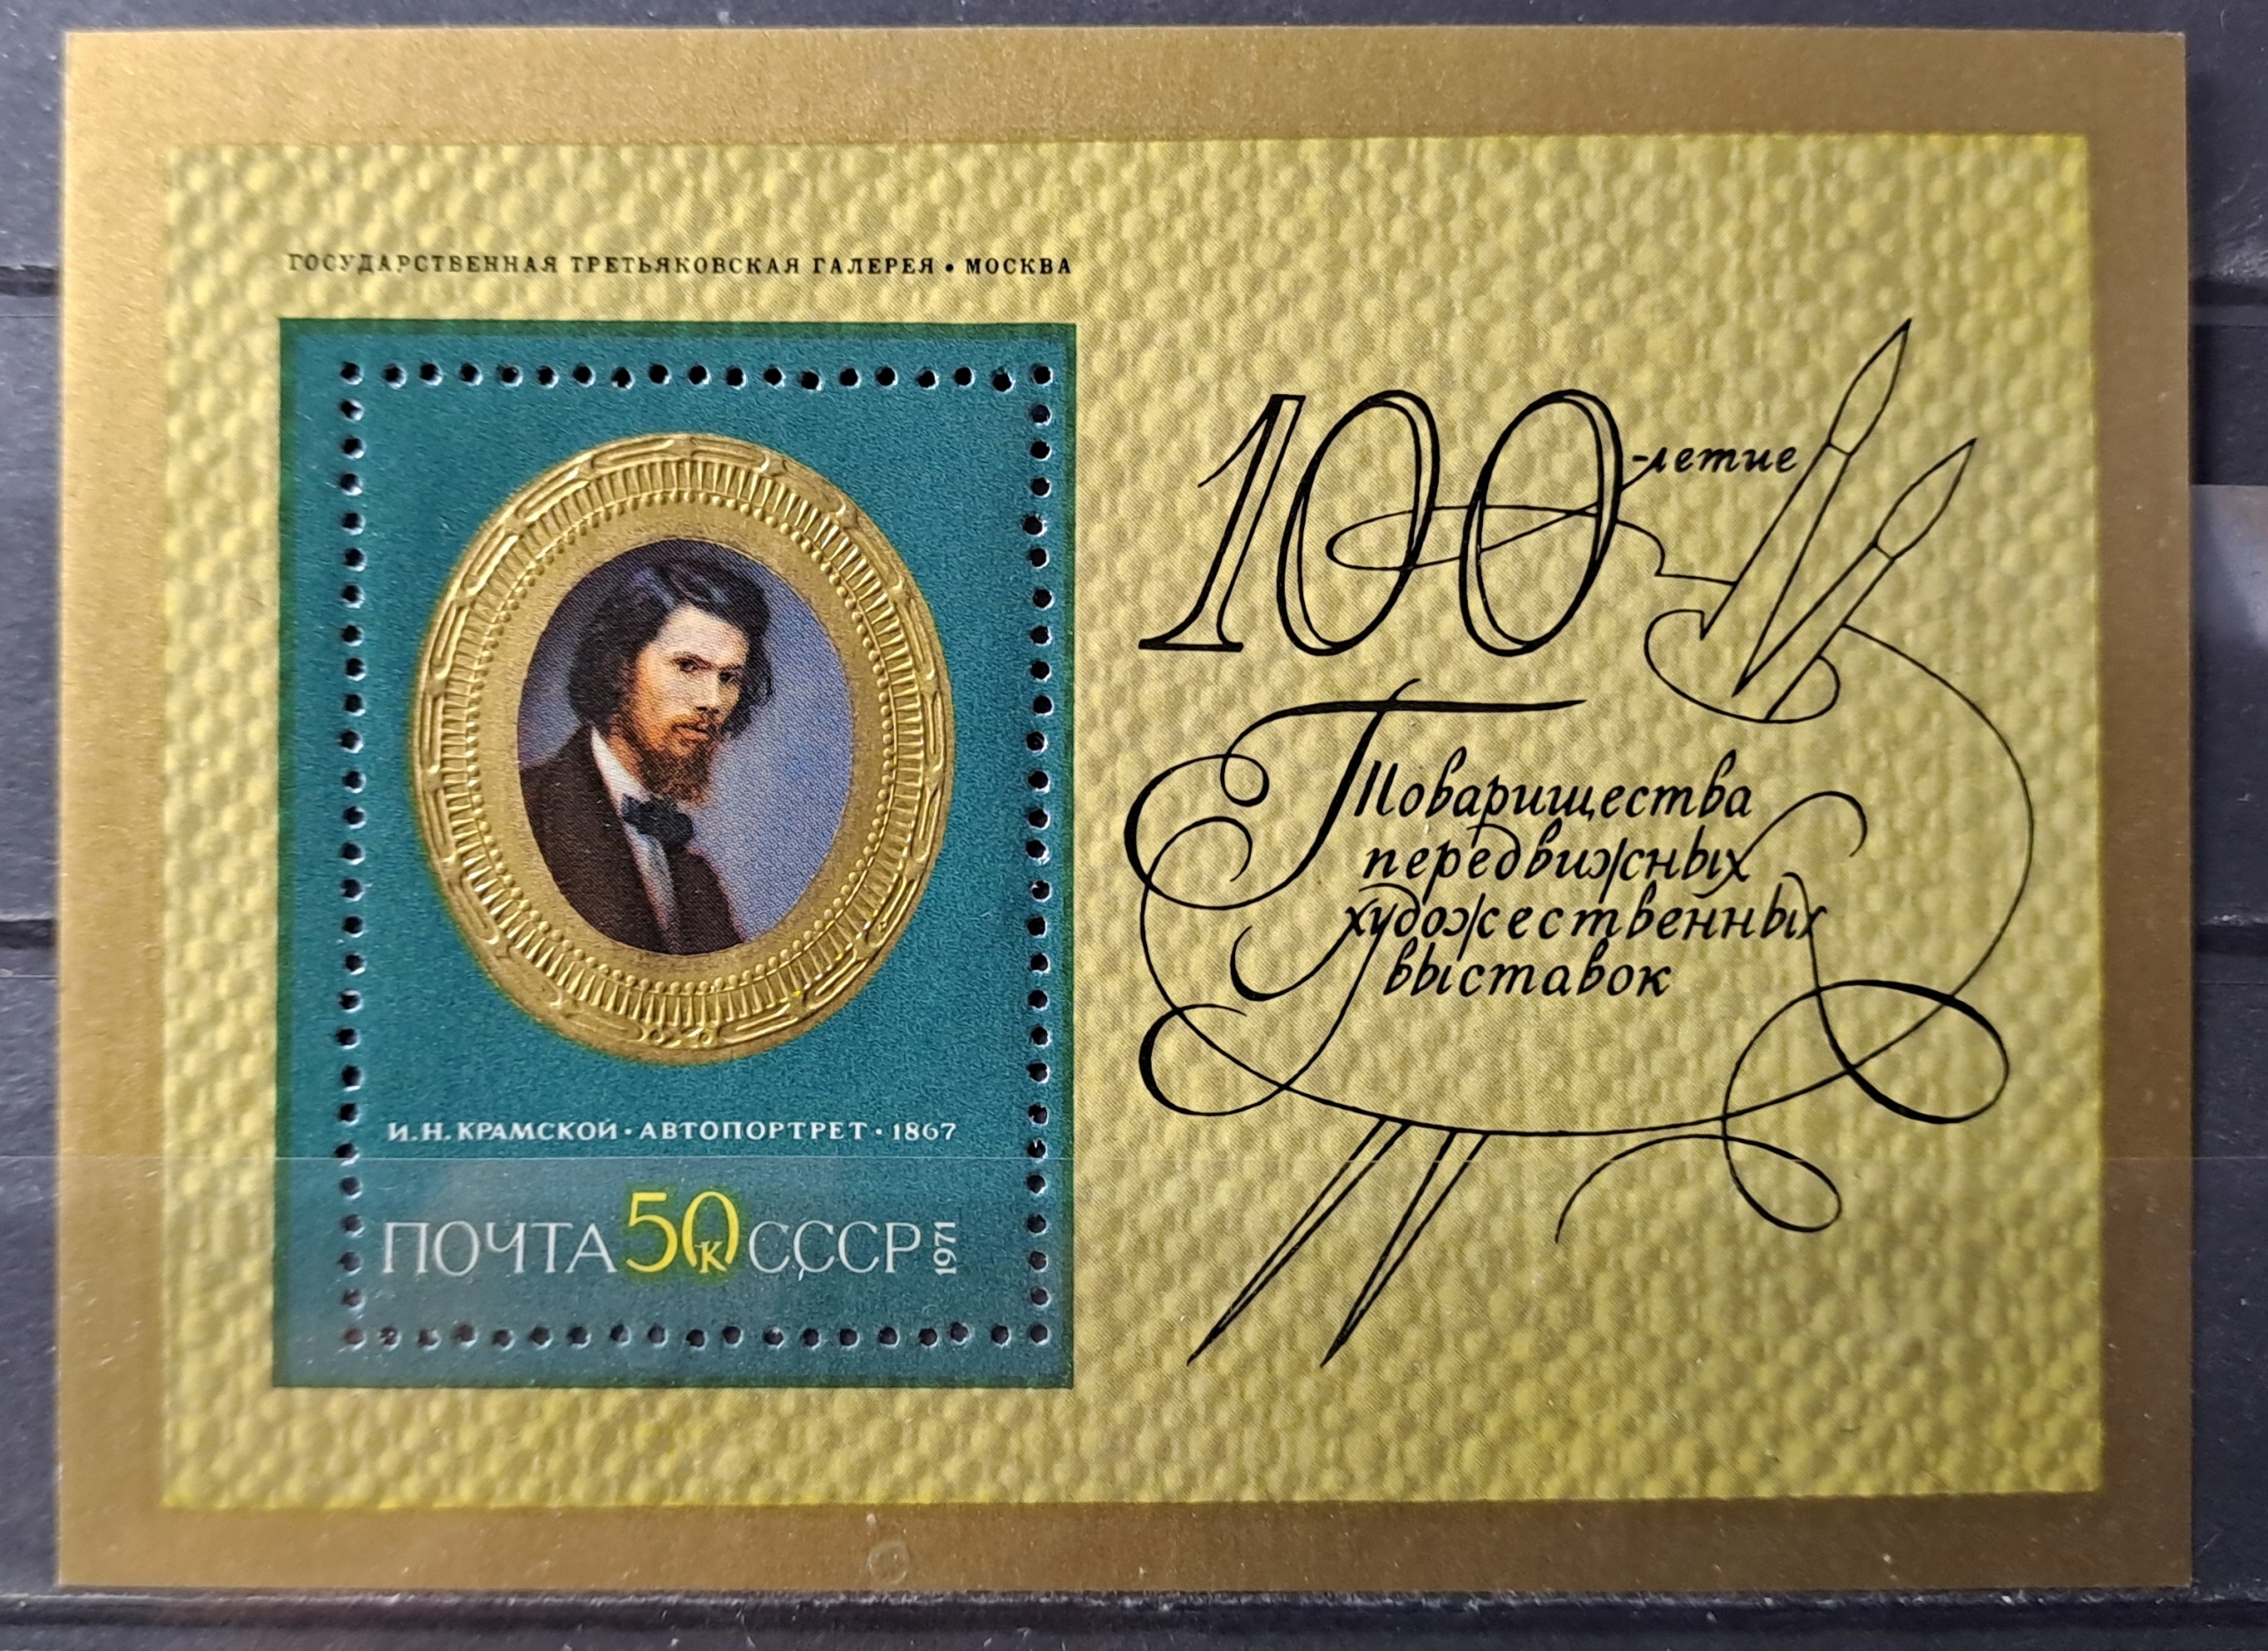 ГОСУДАРСТВЕННАЯ ТРЕТЬЯКОВСКАЯ ГАЛЕРЕЯ • МОСКВА
И.Н. КРАМСКОЙ • АВТОПОРТРЕТ • 1867
ПОЧТА 50К СССР 1971
100-летие
Товарищества
передвижных
художественных
выставок